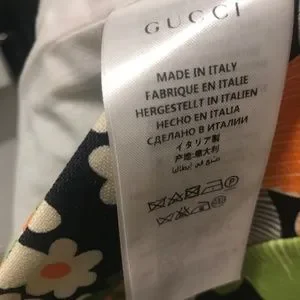 GUCCI
MADE IN ITALY
FABRIQUE EN ITALIE
HERGESTELLT IN ITALIEN
HECHO EN ITALIA
СДЕЛАНО В ИТАЛИИ
イタリア製
产地:意大利
صنع في إيطاليا